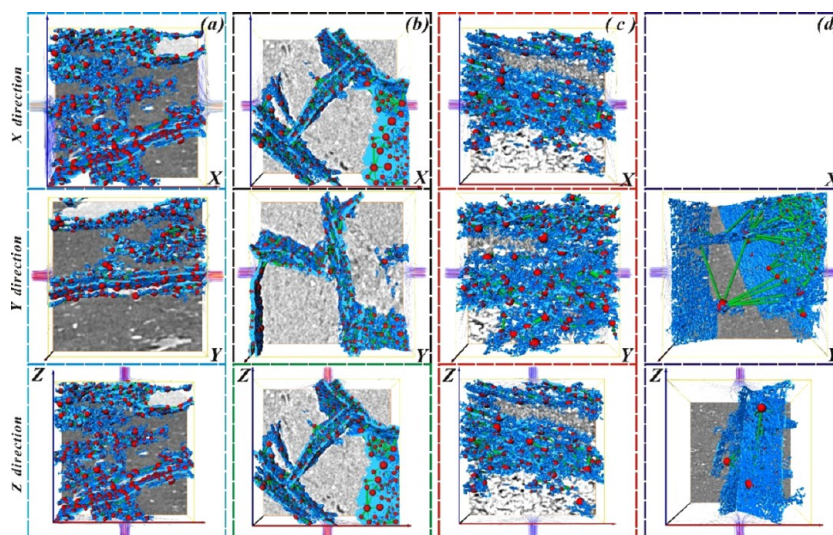 (a) (b) (c) (d)
X direction
X X X X
Y direction
Y Y Y Y
Z Z Z Z
Z direction